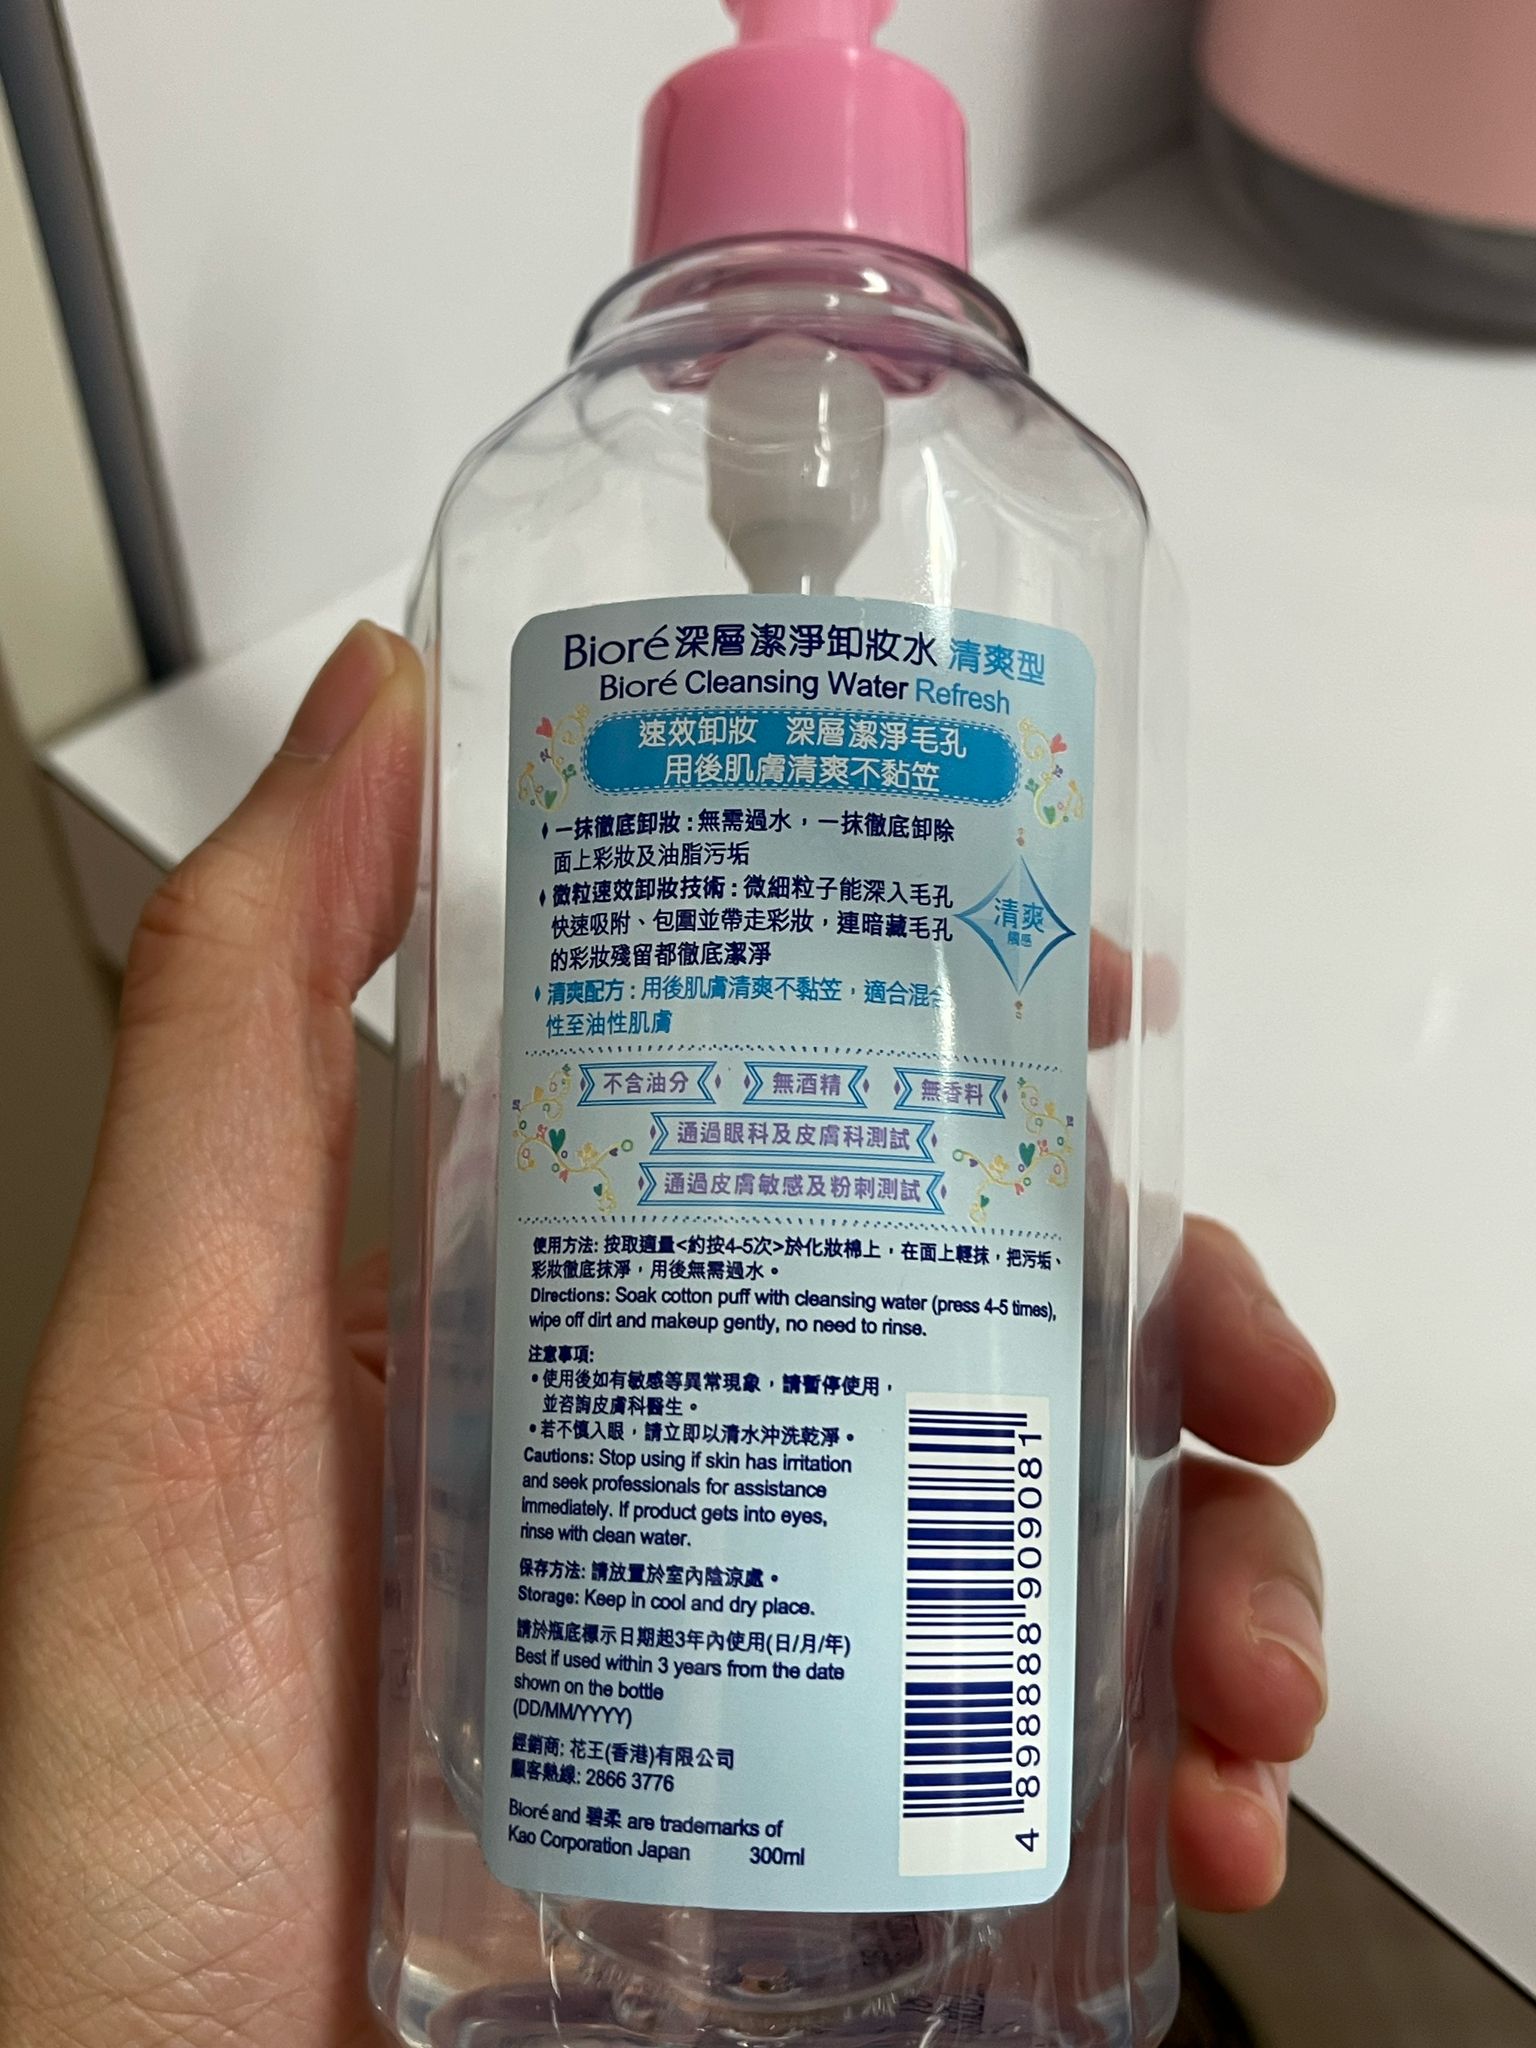 Bioré深層潔淨卸妝水 清爽型
Bioré Cleansing Water Refresh
速效卸妝 深層潔淨毛孔
用後肌膚清爽不黏笠
一抹徹底卸妝:無需過水,一抹徹底卸除
面上彩妝及油脂污垢
微粒速效卸妝技術:微細粒子能深入毛孔
快速吸附、包圍並帶走彩妝,連暗藏毛孔
的彩妝殘留都徹底潔淨
清爽
觸感
清爽配方:用後肌膚清爽不黏笠,適合混合
性至油性肌膚
不含油分 無酒精 無香料
通過眼科及皮膚科測試
通過皮膚敏感及粉刺測試
使用方法: 按取適量<約按4-5次>於化妝棉上,在面上輕抹,把污垢、
彩妝徹底抹淨,用後無需過水。
Directions: Soak cotton puff with cleansing water (press 4-5 times),
wipe off dirt and makeup gently, no need to rinse.
注意事項:
•使用後如有敏感等異常現象,請暫停使用,
並咨詢皮膚科醫生。
•若不慎入眼,請立即以清水沖洗乾淨。
Cautions: Stop using if skin has irritation
and seek professionals for assistance
immediately. If product gets into eyes,
rinse with clean water.
保存方法: 請放置於室內陰涼處。
Storage: Keep in cool and dry place.
請於瓶底標示日期起3年內使用(日/月/年)
Best if used within 3 years from the date
shown on the bottle
(DD/MM/YYYY)
經銷商: 花王(香港)有限公司
顧客熱線: 2866 3776
Bioré and 碧柔 are trademarks of
Kao Corporation Japan 300ml
4 898888 609081